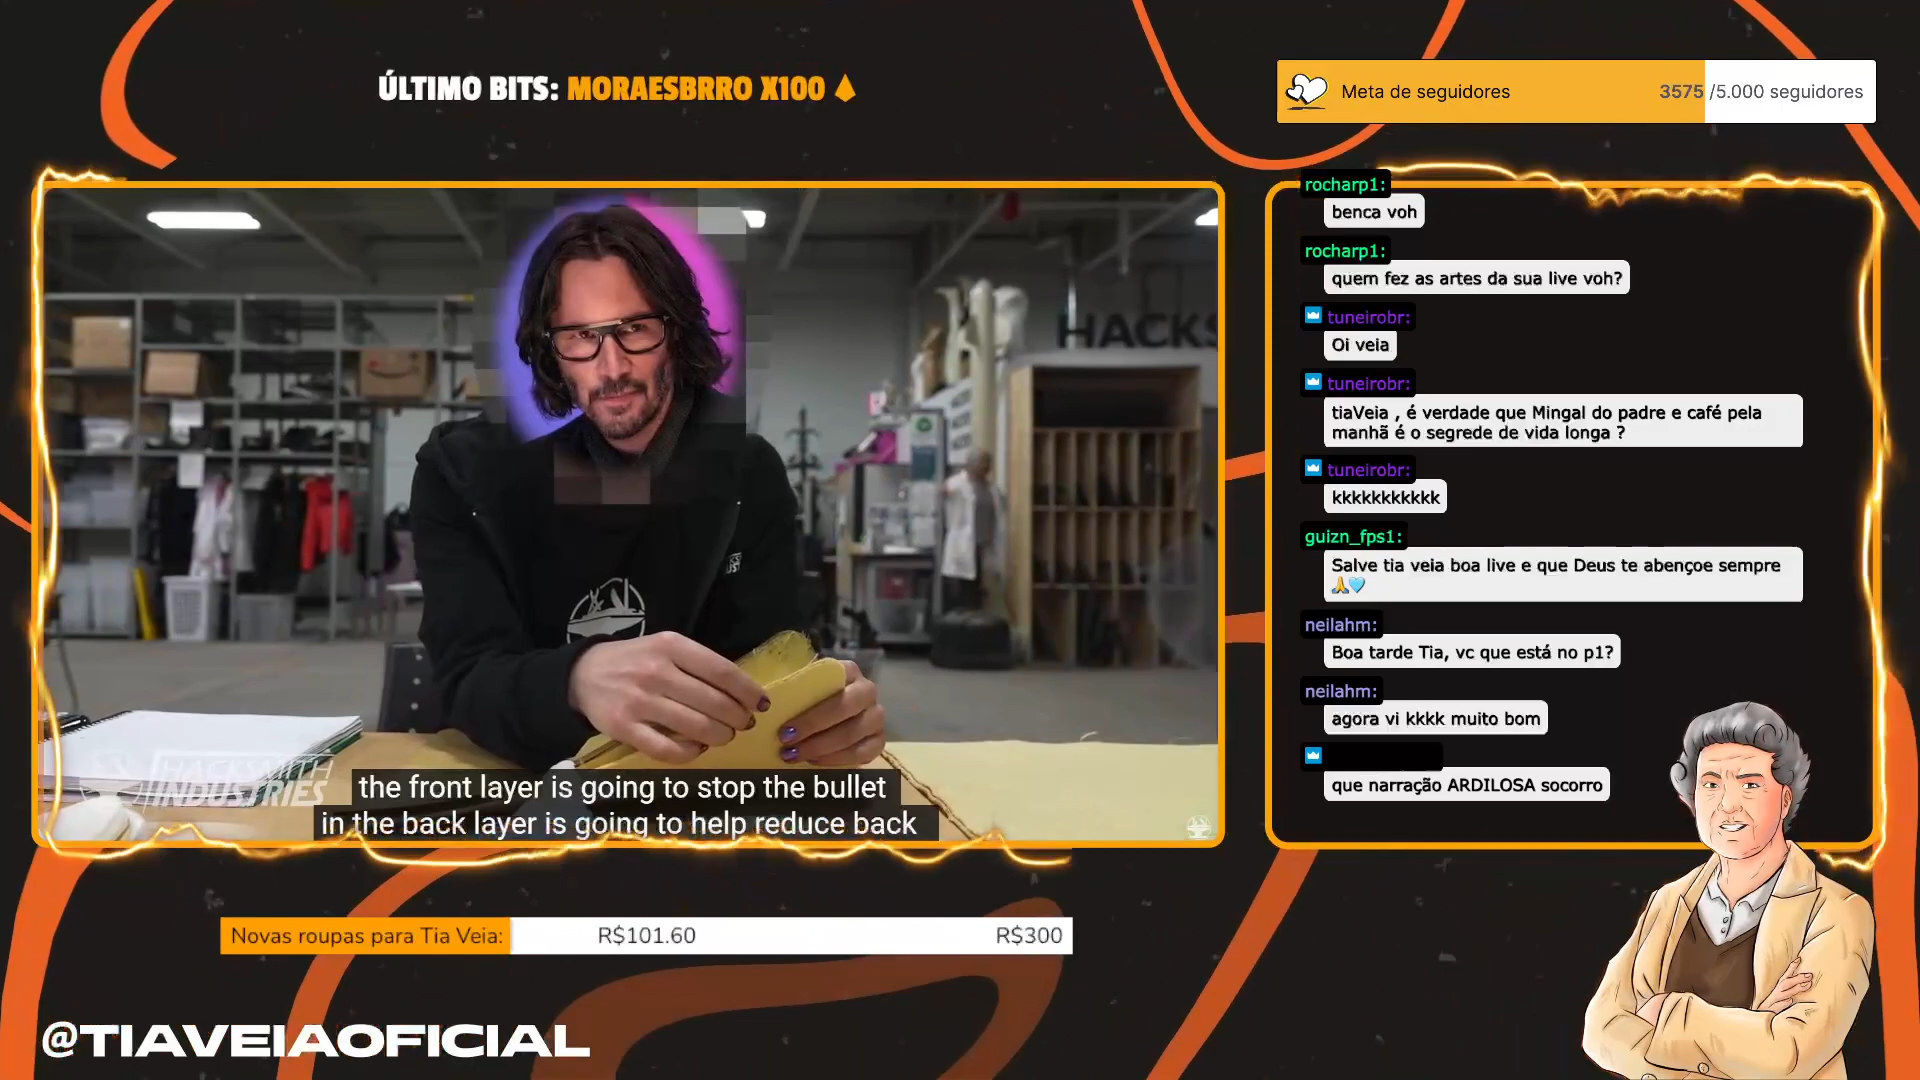 ÚLTIMO BITS: MORAESBRRO X100
Meta de seguidores
3575 /5.000 seguidores
HACKS
HACKSMITH
INDUSTRIES
the front layer is going to stop the bullet
in the back layer is going to help reduce back
rocharp1:
benca voh
rocharp1:
quem fez as artes da sua live voh?
tuneirobr:
Oi veia
tuneirobr:
tiaVeia , é verdade que Mingal do padre e café pela
manhã é o segrede de vida longa ?
tuneirobr:
kkkkkkkkkkk
guizn_fps1:
Salve tia veia boa live e que Deus te abençoe sempre
🙏🩵
neilahm:
Boa tarde Tia, vc que está no p1?
neilahm:
agora vi kkkk muito bom
que narração ARDILOSA socorro
Novas roupas para Tia Veia:
R$101.60
R$300
@TIAVEIAOFICIAL